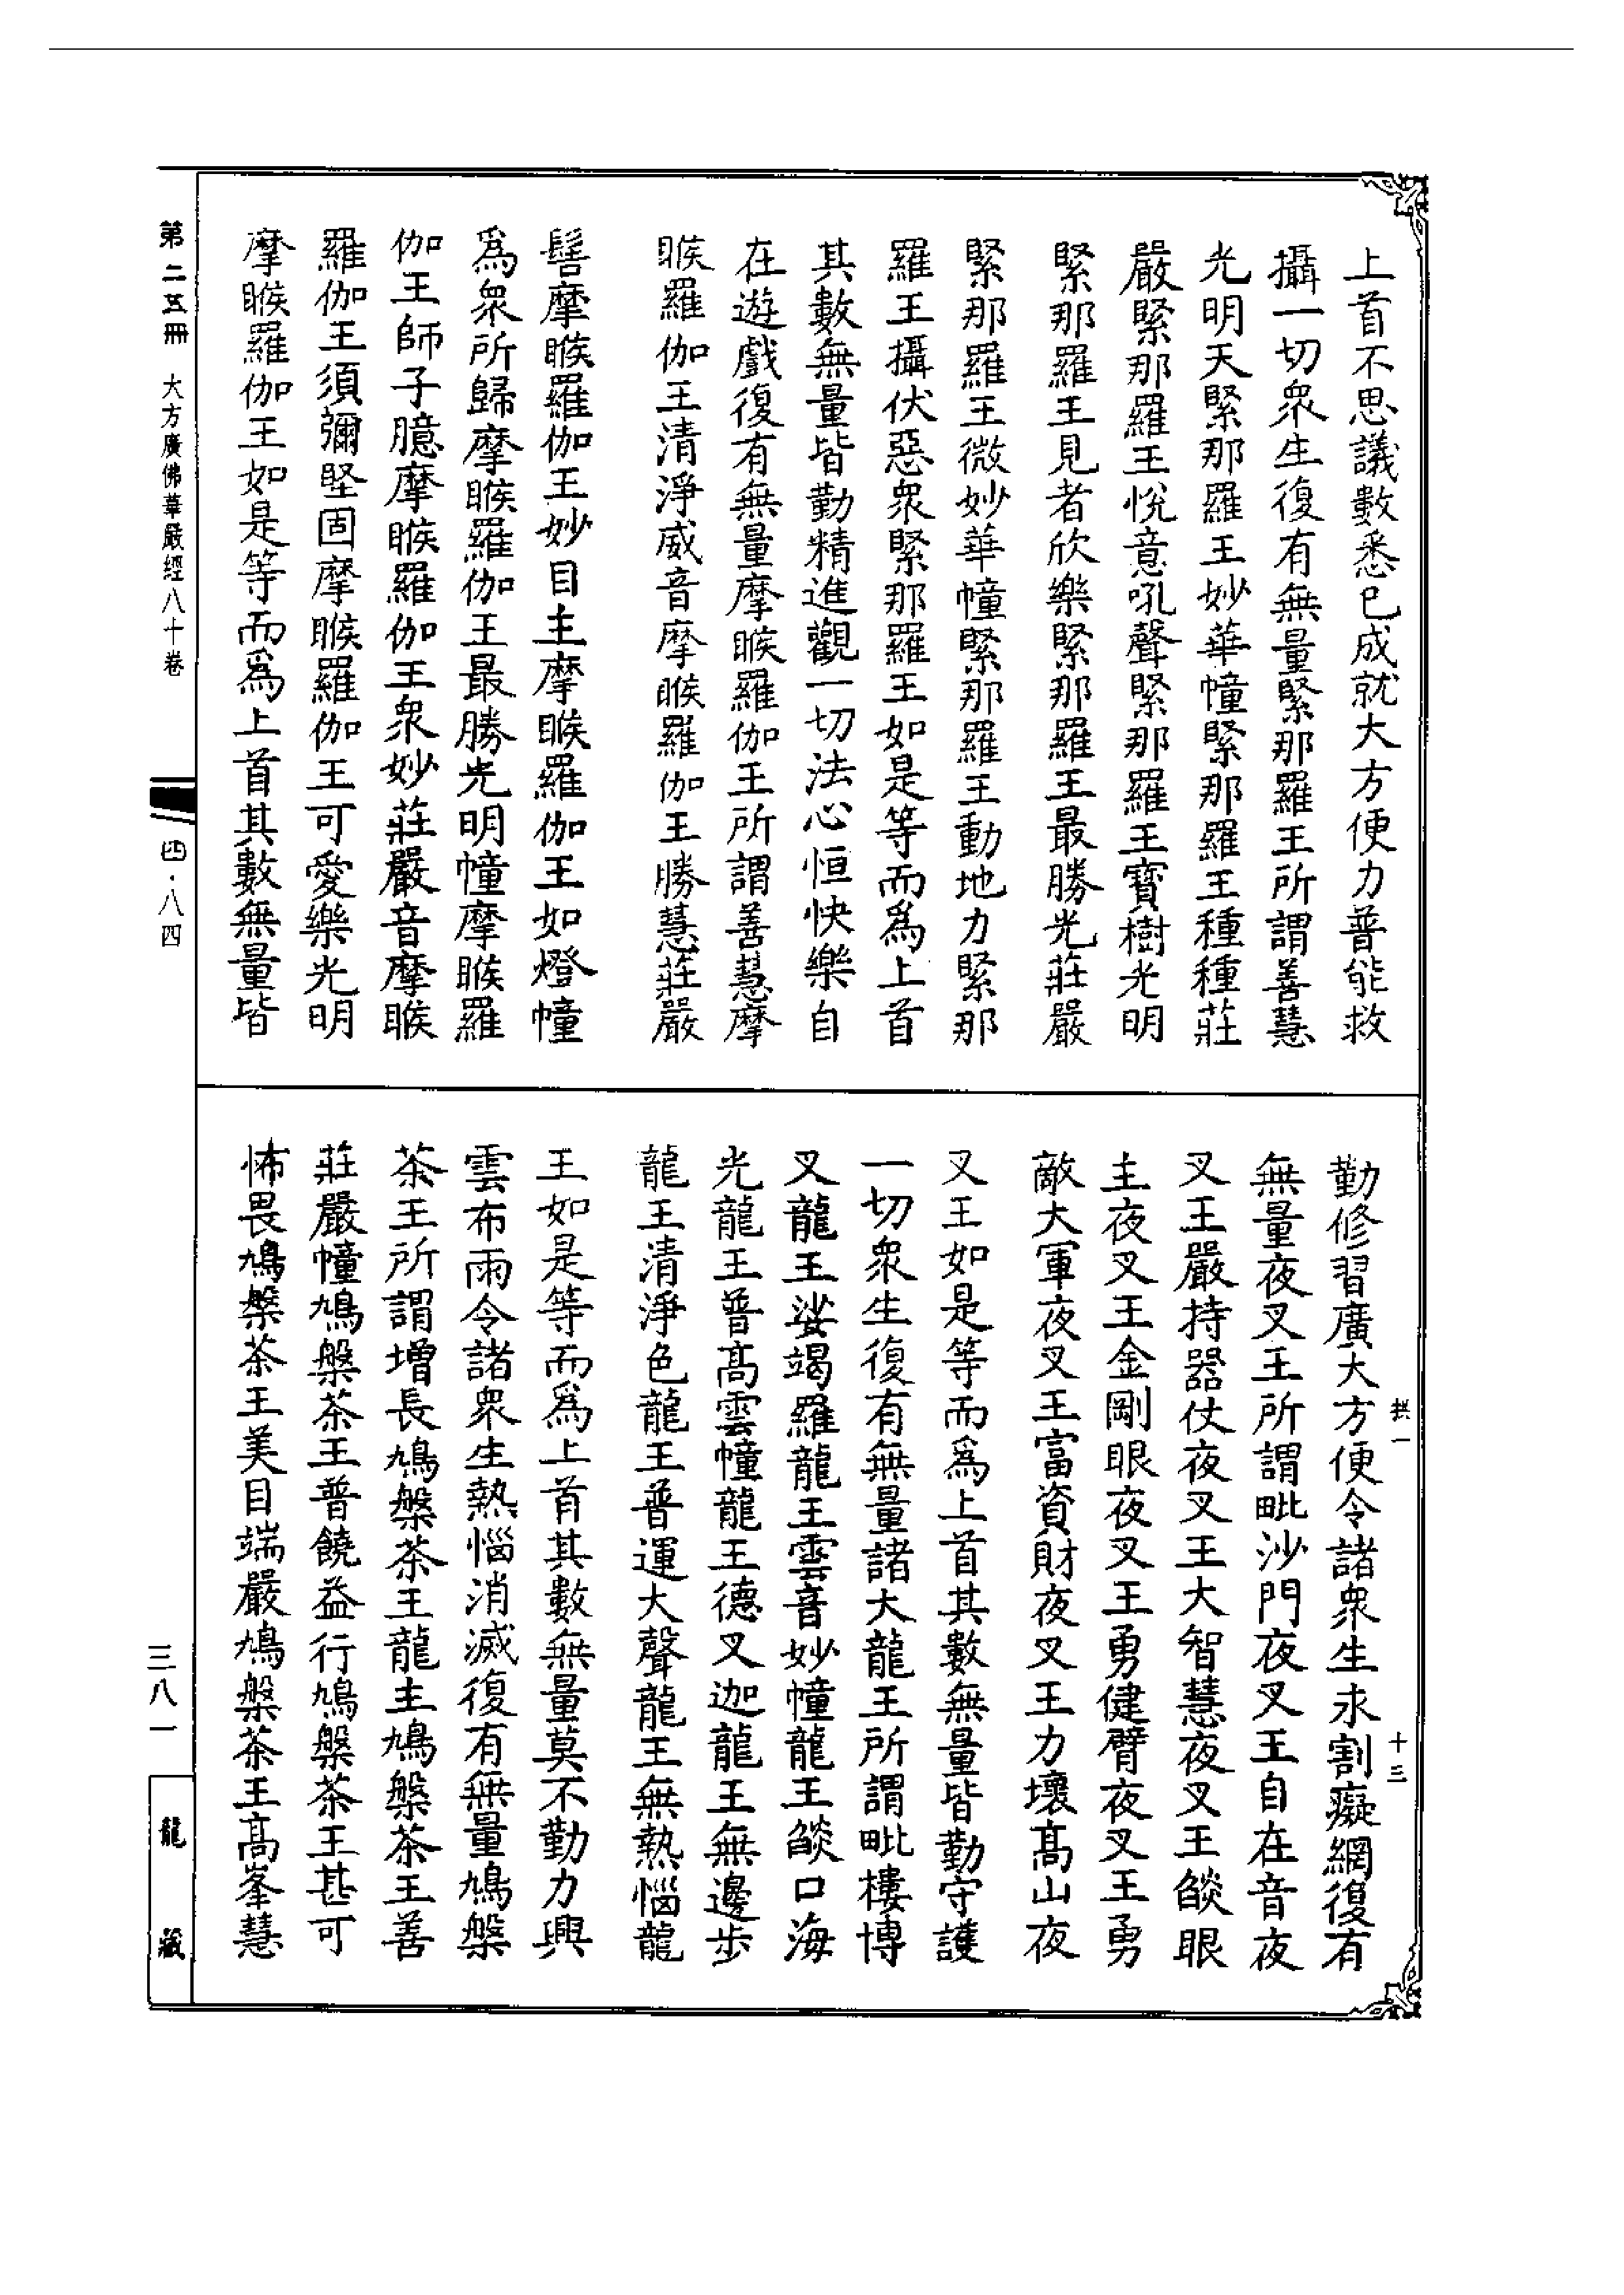 上首不思議數悉已成就大方便力普能救
攝一切衆生復有無量緊那羅王所謂善慧
光明天緊那羅王妙華幢緊那羅王種種莊
嚴緊那羅王悅意吼聲緊那羅王寶樹光明
緊那羅王見者欣樂緊那羅王最勝光莊嚴
緊那羅王微妙華幢緊那羅王動地力緊那
羅王攝伏惡衆緊那羅王如是等而爲上首
其數無量皆勤精進觀一切法心恒快樂自
在遊戲復有無量摩睺羅伽王所謂善慧摩
睺羅伽王清淨威音摩睺羅伽王勝慧莊嚴
髻摩睺羅伽王妙目主摩睺羅伽王如燈幢
爲衆所歸摩睺羅伽王最勝光明幢摩睺羅
伽王師子臆摩睺羅伽王衆妙莊嚴音摩睺
羅伽王須彌堅固摩睺羅伽王可愛樂光明
摩睺羅伽王如是等而爲上首其數無量皆
勤修習廣大方便令諸衆生永割癡網復有
無量夜叉王所謂毗沙門夜叉王自在音夜
叉王嚴持器仗夜叉王大智慧夜叉王燄眼
主夜叉王金剛眼夜叉王勇健臂夜叉王勇
敵大軍夜叉王富資財夜叉王力壞高山夜
叉王如是等而爲上首其數無量皆勤守護
一切衆生復有無量諸大龍王所謂毗樓博
叉龍王娑竭羅龍王雲音妙幢龍王燄口海
光龍王普高雲幢龍王德叉迦龍王無邊步
龍王清淨色龍王普運大聲龍王無熱惱龍
王如是等而爲上首其數無量莫不勤力興
雲布雨令諸衆生熱惱消滅復有無量鳩槃
茶王所謂增長鳩槃茶王龍主鳩槃茶王善
莊嚴幢鳩槃茶王普饒益行鳩槃茶王甚可
怖畏鳩槃茶王美目端嚴鳩槃茶王高峯慧
拱一
十三
第二五冊 大方廣佛華嚴經八十卷
四·八四
三八一
龍藏